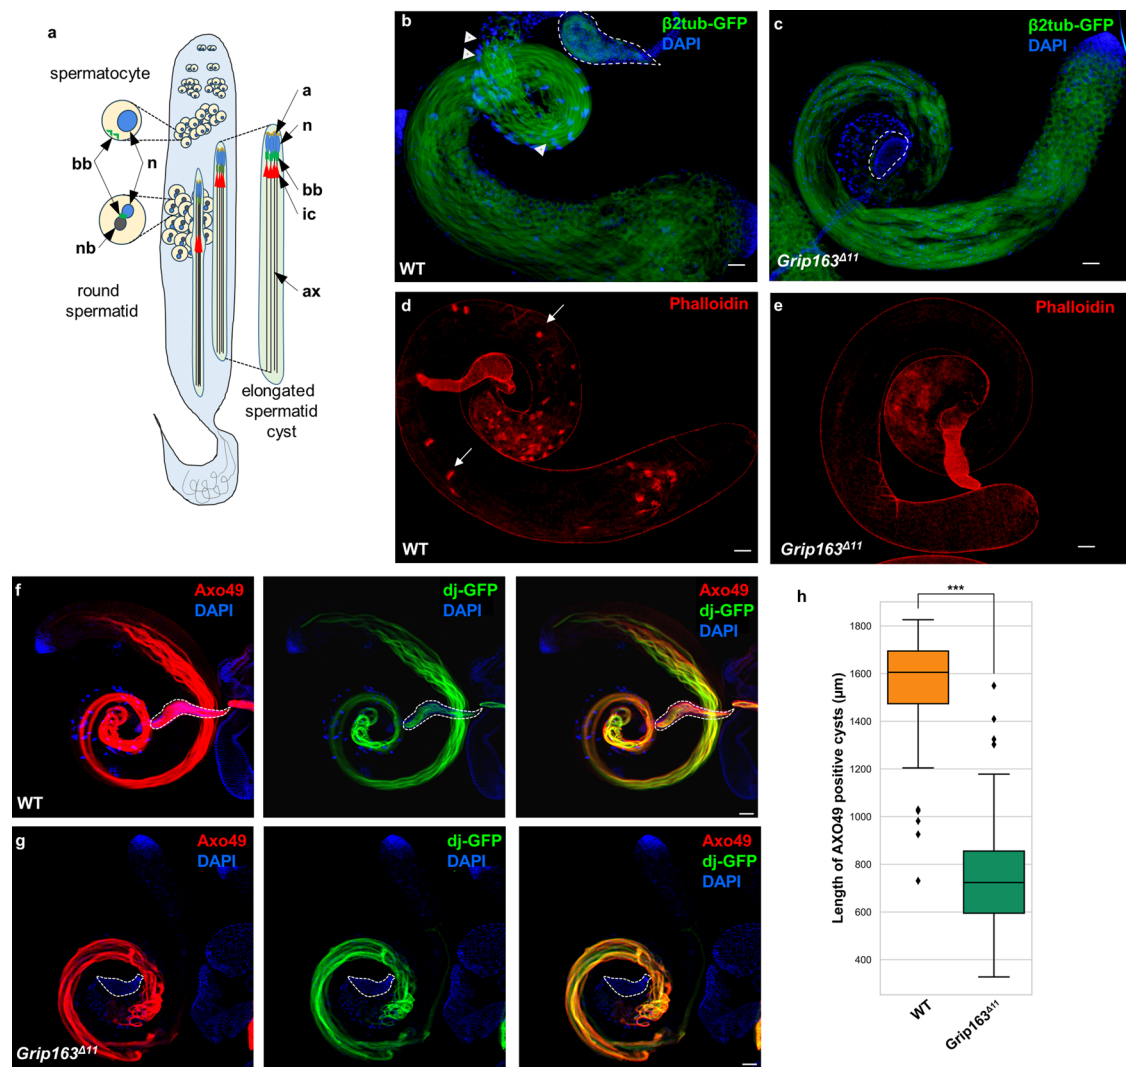 a
spermatocyte
bb
n
nb
round
spermatid
a
n
bb
ic
ax
elongated
spermatid
cyst
b
β2tub-GFP
DAPI
WT
c
β2tub-GFP
DAPI
Grip163Δ11
d
Phalloidin
WT
e
Phalloidin
Grip163Δ11
f
Axo49
DAPI
WT
dj-GFP
DAPI
Axo49
dj-GFP
DAPI
g
Axo49
DAPI
Grip163Δ11
dj-GFP
DAPI
Axo49
dj-GFP
DAPI
h
***
Length of AXO49 positive cysts (μm)
1800
1600
1400
1200
1000
800
600
400
WT
Grip163Δ11